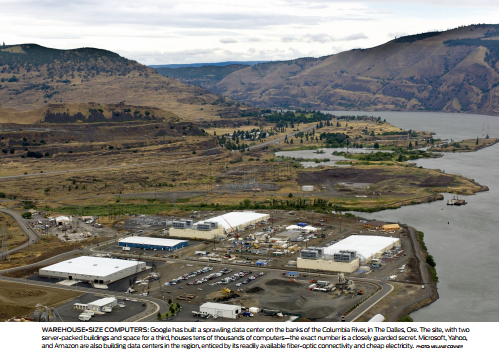 WAREHOUSE-SIZE COMPUTERS: Google has built a sprawling data center on the banks of the Columbia River, in The Dalles, Ore. The site, with two
server-packed buildings and space for a third, houses tens of thousands of computers—the exact number is a closely guarded secret. Microsoft, Yahoo,
and Amazon are also building data centers in the region, enticed by its readily available fiber-optic connectivity and cheap electricity. PHOTO: MELANIE CONNER